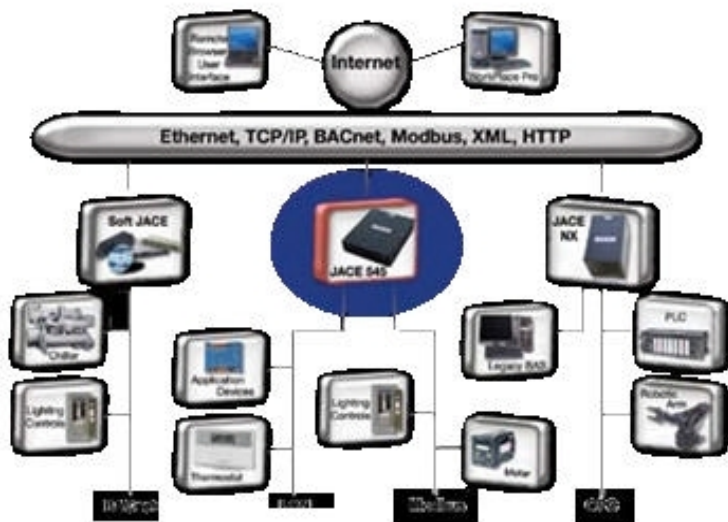 Remote
Browser
User
Interface
Internet
WorkPlace Pro
Ethernet, TCP/IP, BACnet, Modbus, XML, HTTP
Soft JACE
JACE 545
JACE
NX
Chiller
Lighting
Controls
Application
Devices
Thermostat
Lighting
Controls
Legacy BAS
PLC
Robotic
Arm
Meter
Modbus